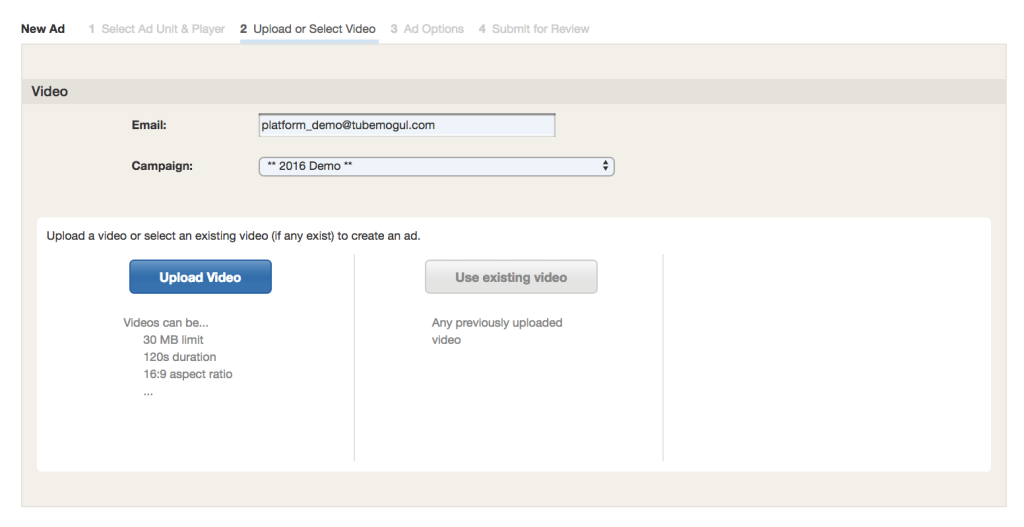 New Ad 1 Select Ad Unit & Player 2 Upload or Select Video 3 Ad Options 4 Submit for Review
Video
Email: platform_demo@tubemogul.com
Campaign: ** 2016 Demo **
Upload a video or select an existing video (if any exist) to create an ad.
Upload Video Use existing video
Videos can be... Any previously uploaded
30 MB limit video
120s duration
16:9 aspect ratio
...